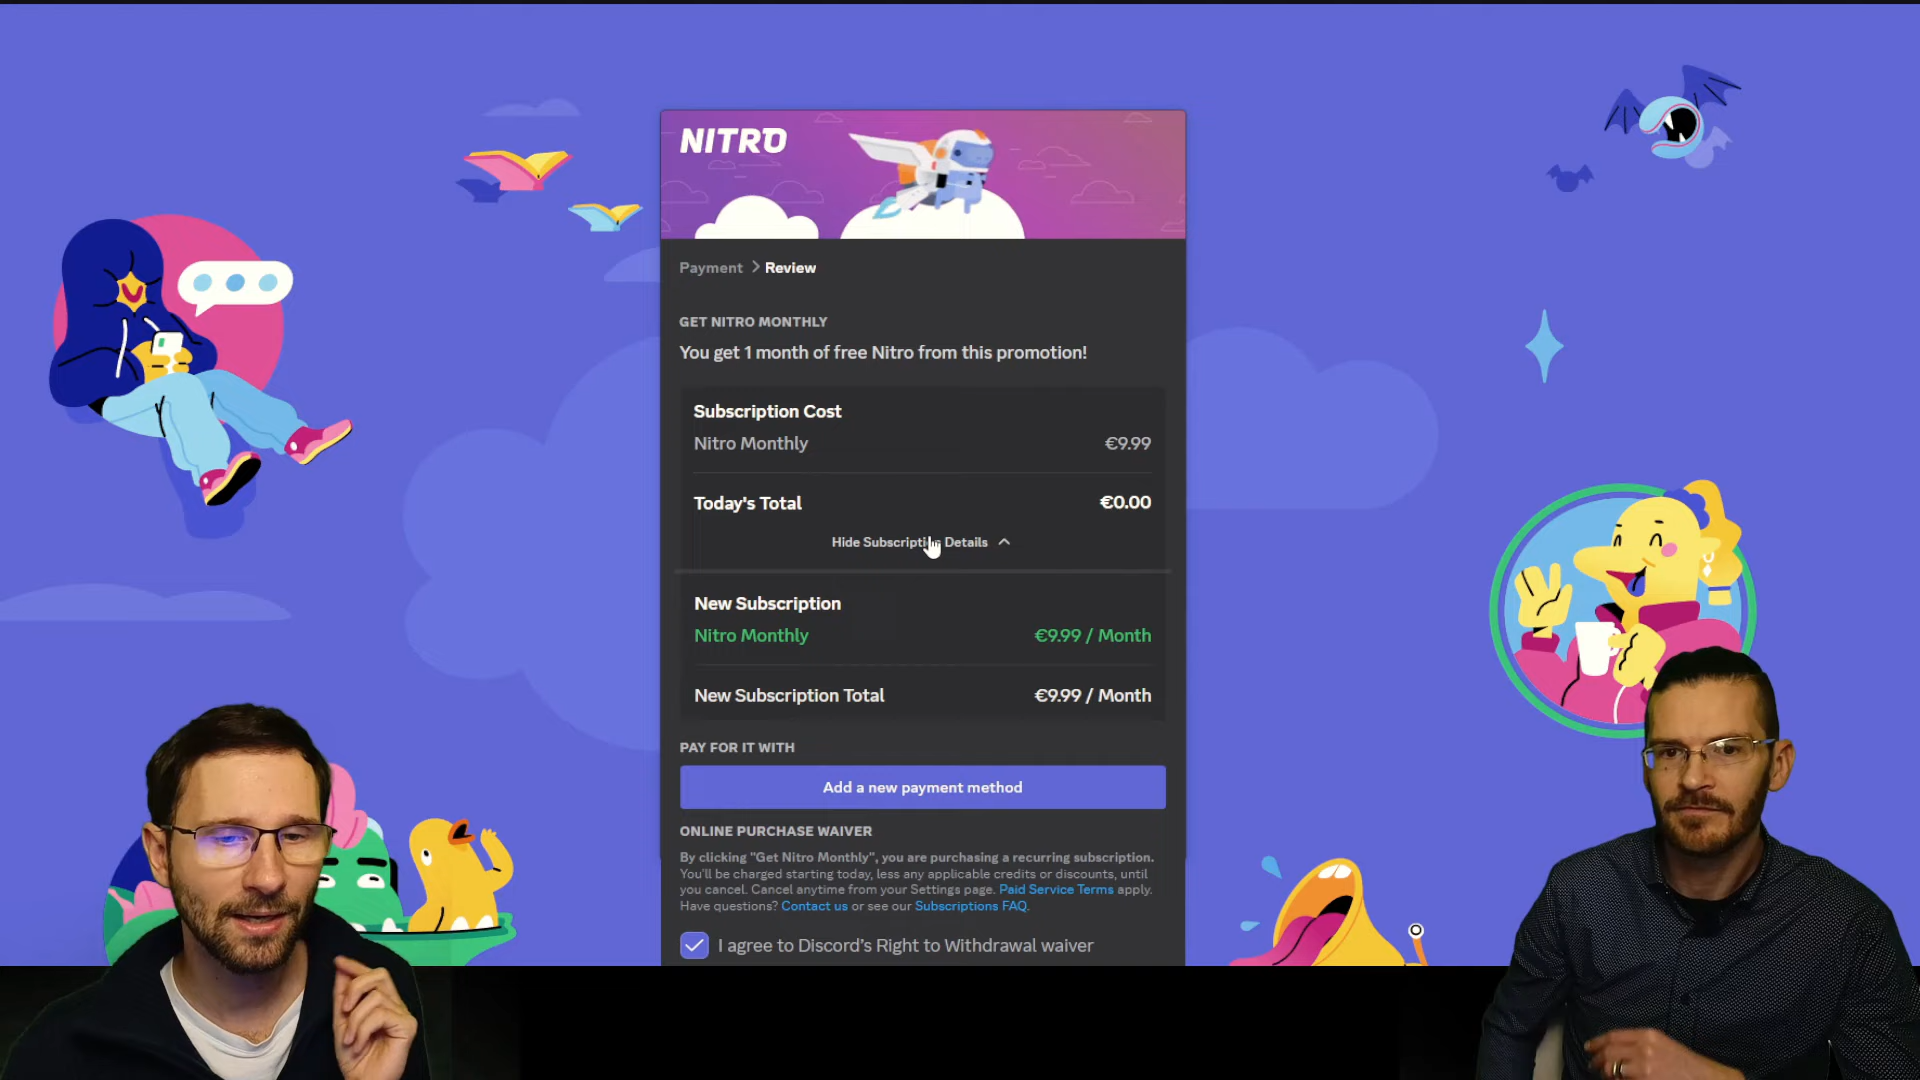 NITRO
Payment > Review
GET NITRO MONTHLY
You get 1 month of free Nitro from this promotion!
Subscription Cost
Nitro Monthly €9.99
Today's Total €0.00
Hide Subscription Details
New Subscription
Nitro Monthly €9.99 / Month
New Subscription Total €9.99 / Month
PAY FOR IT WITH
Add a new payment method
ONLINE PURCHASE WAIVER
By clicking "Get Nitro Monthly", you are purchasing a recurring subscription.
You'll be charged starting today, less any applicable credits or discounts, until
you cancel. Cancel anytime from your Settings page. Paid Service Terms apply.
Have questions? Contact us or see our Subscriptions FAQ.
I agree to Discord's Right to Withdrawal waiver